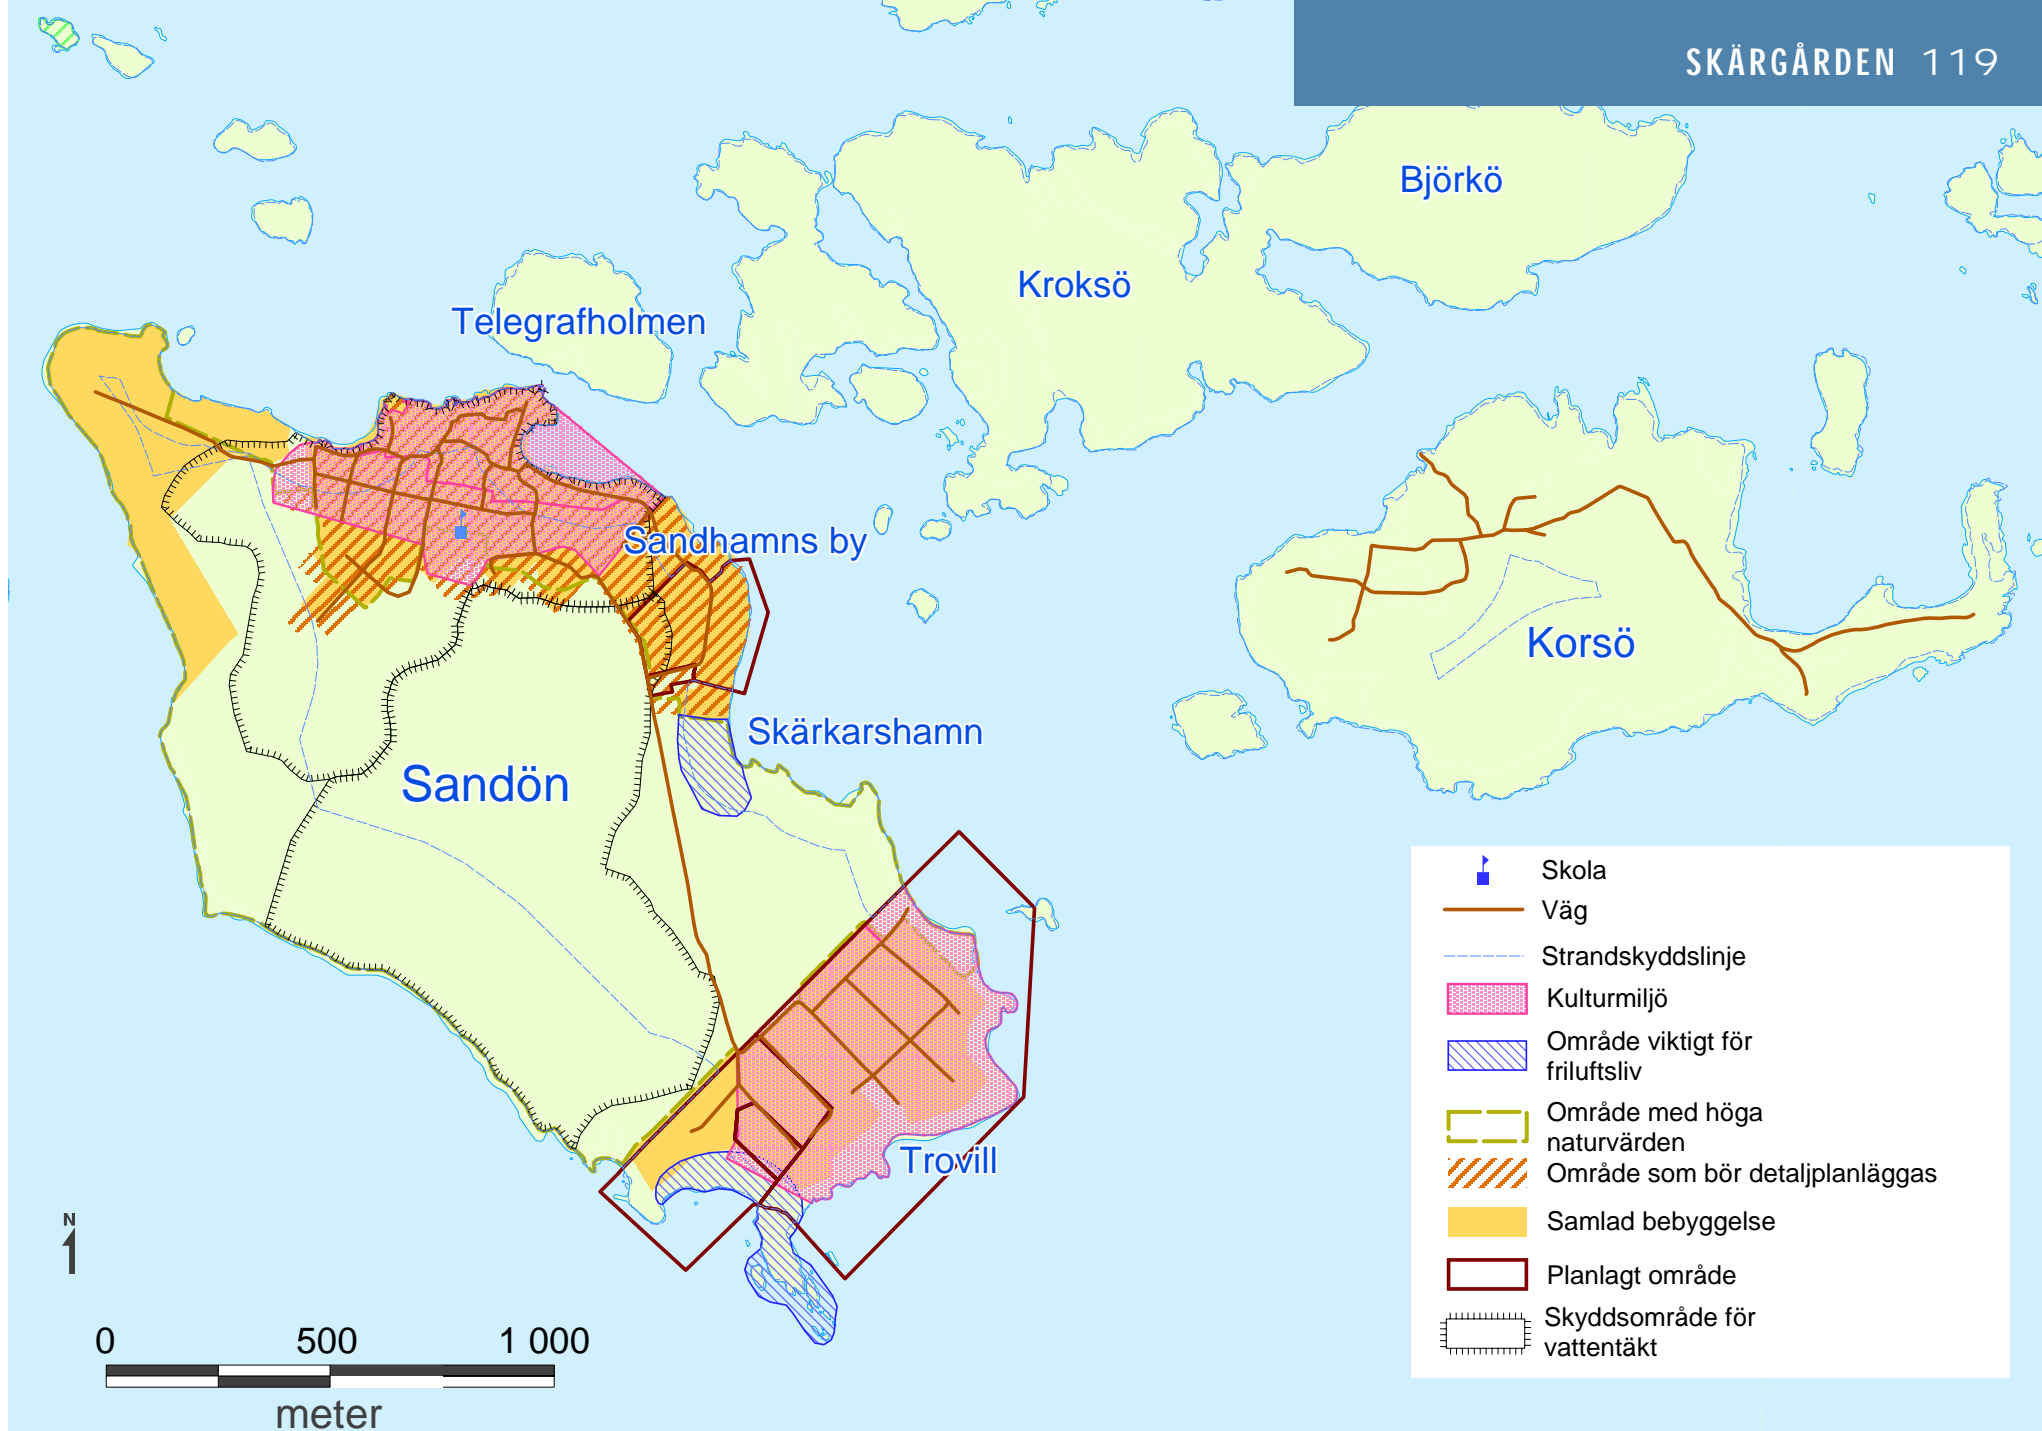 SKÄRGÅRDEN 119
Björkö
Kroksö
Telegrafholmen
Sandhamns by
Korsö
Skärkarshamn
Sandön
Trovill
Skola
Väg
Strandskyddslinje
Kulturmiljö
Område viktigt för
friluftsliv
Område med höga
naturvärden
Område som bör detaljplanläggas
Samlad bebyggelse
Planlagt område
Skyddsområde för
vattentäkt
N
0 500 1 000
meter